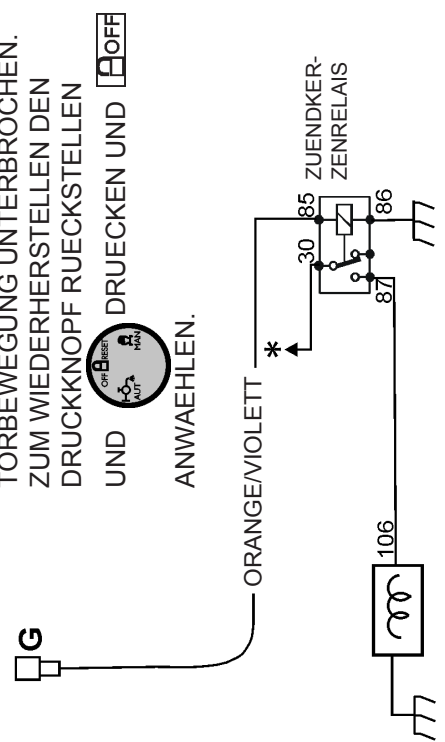 TORBEWEGUNG UNTERBROCHEN.
ZUM WIEDERHERSTELLEN DEN
DRUCKKNOPF RUECKSTELLEN
UND DRUECKEN UND OFF
OFF RESET
AUT MAN
ANWAEHLEN.
G
ORANGE/VIOLETT
*
ZUENDKER-
ZENRELAIS
30 85
87 86
106